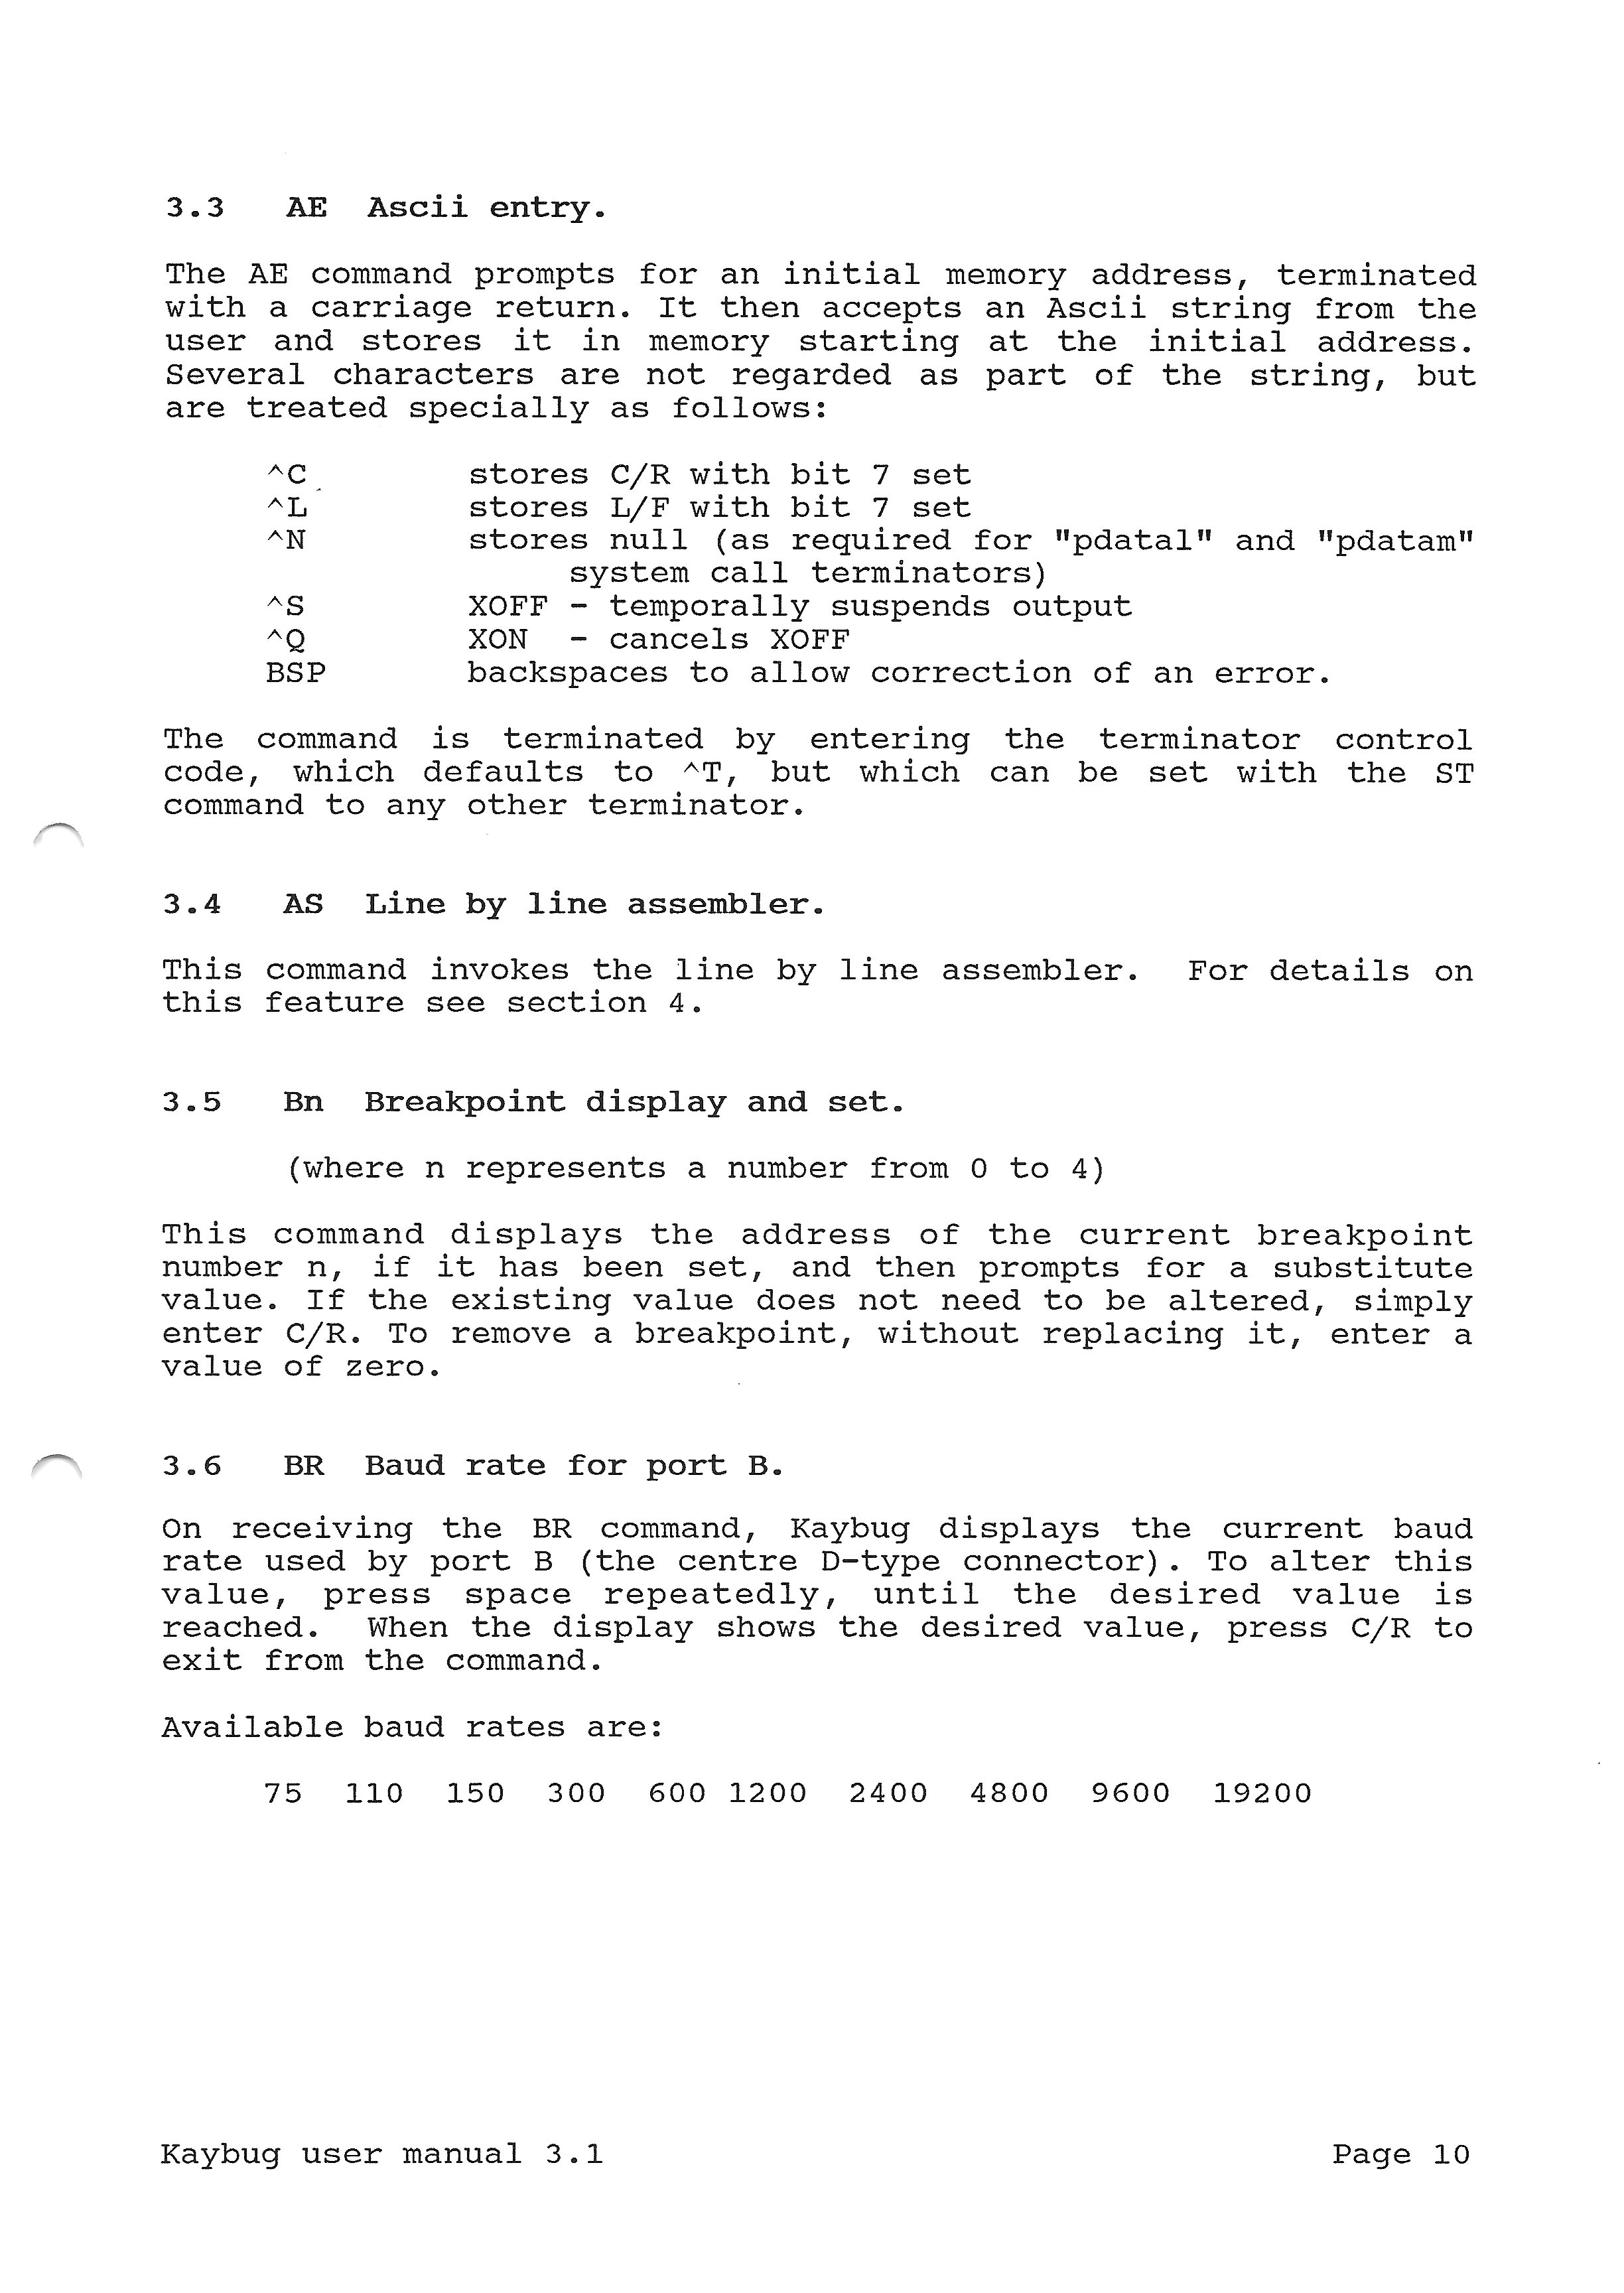 3.3   AE  Ascii entry.
The AE command prompts for an initial memory address, terminated
with a carriage return. It then accepts an Ascii string from the
user and stores it in memory starting at the initial address.
Several characters are not regarded as part of the string, but
are treated specially as follows:
^C        stores C/R with bit 7 set
^L        stores L/F with bit 7 set
^N        stores null (as required for "pdatal" and "pdatam"
system call terminators)
^S        XOFF - temporally suspends output
^Q        XON  - cancels XOFF
BSP       backspaces to allow correction of an error.
The command is terminated by entering the terminator control
code, which defaults to ^T, but which can be set with the ST
command to any other terminator.
3.4   AS  Line by line assembler.
This command invokes the line by line assembler.  For details on
this feature see section 4.
3.5   Bn  Breakpoint display and set.
(where n represents a number from 0 to 4)
This command displays the address of the current breakpoint
number n, if it has been set, and then prompts for a substitute
value. If the existing value does not need to be altered, simply
enter C/R. To remove a breakpoint, without replacing it, enter a
value of zero.
3.6   BR  Baud rate for port B.
On receiving the BR command, Kaybug displays the current baud
rate used by port B (the centre D-type connector). To alter this
value, press space repeatedly, until the desired value is
reached.  When the display shows the desired value, press C/R to
exit from the command.
Available baud rates are:
75  110  150  300  600 1200  2400  4800  9600  19200
Kaybug user manual 3.1    Page 10